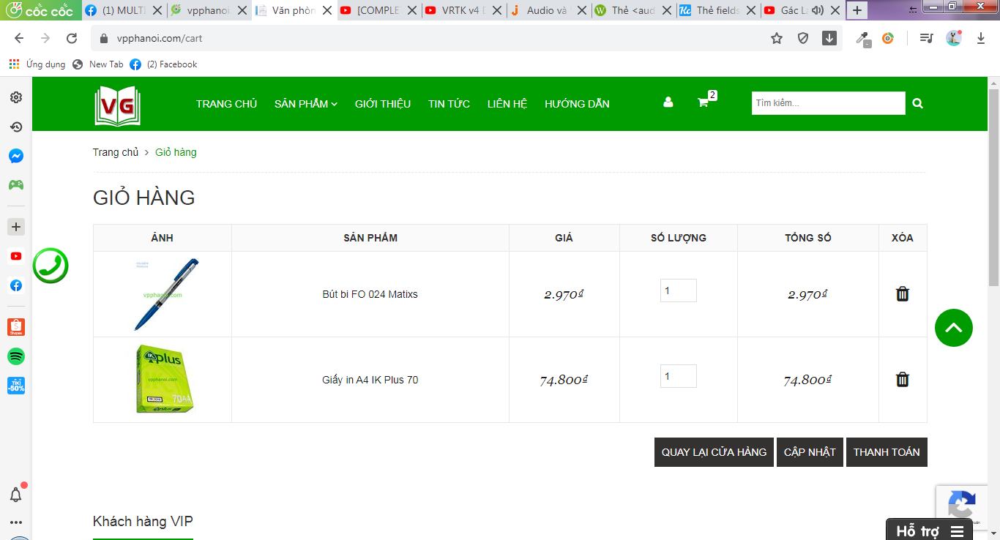 cốc cốc
(1) MULTI
vpphanoi.
Văn phòn
[COMPLE
VRTK v4 D
Audio và
Thẻ <aud
Thẻ fields
Gác L
vpphanoi.com/cart
Ứng dụng
New Tab
(2) Facebook
VG
TRANG CHỦ
SẢN PHẨM
GIỚI THIỆU
TIN TỨC
LIÊN HỆ
HƯỚNG DẪN
2
Tìm kiếm...
Trang chủ > Giỏ hàng
GIỎ HÀNG
ẢNH
SẢN PHẨM
GIÁ
SỐ LƯỢNG
TỔNG SỐ
XÓA
vpphanoi.com
Bút bi FO 024 Matixs
2.970₫
1
2.970₫
IK plus
vpphanoi.com
70A4
Giấy in A4 IK Plus 70
74.800₫
1
74.800₫
Shopee
TIKI
-50%
QUAY LẠI CỬA HÀNG
CẬP NHẬT
THANH TOÁN
Khách hàng VIP
Hỗ trợ